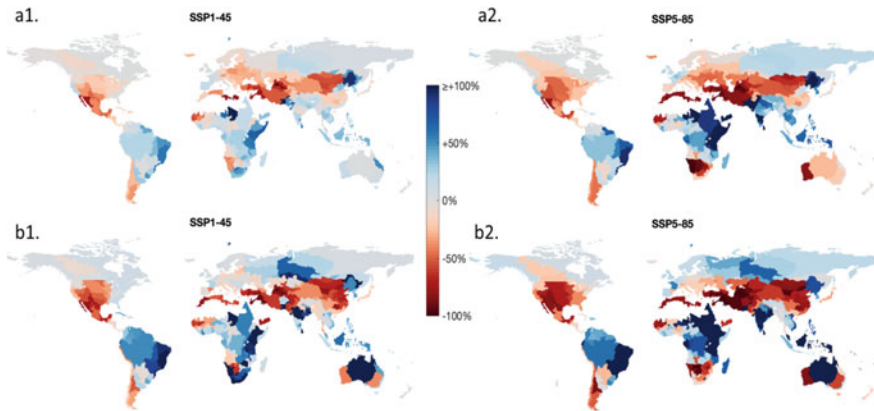 a1.
SSP1-45
a2.
SSP5-85
≥+100%
+50%
0%
-50%
-100%
b1.
SSP1-45
b2.
SSP5-85